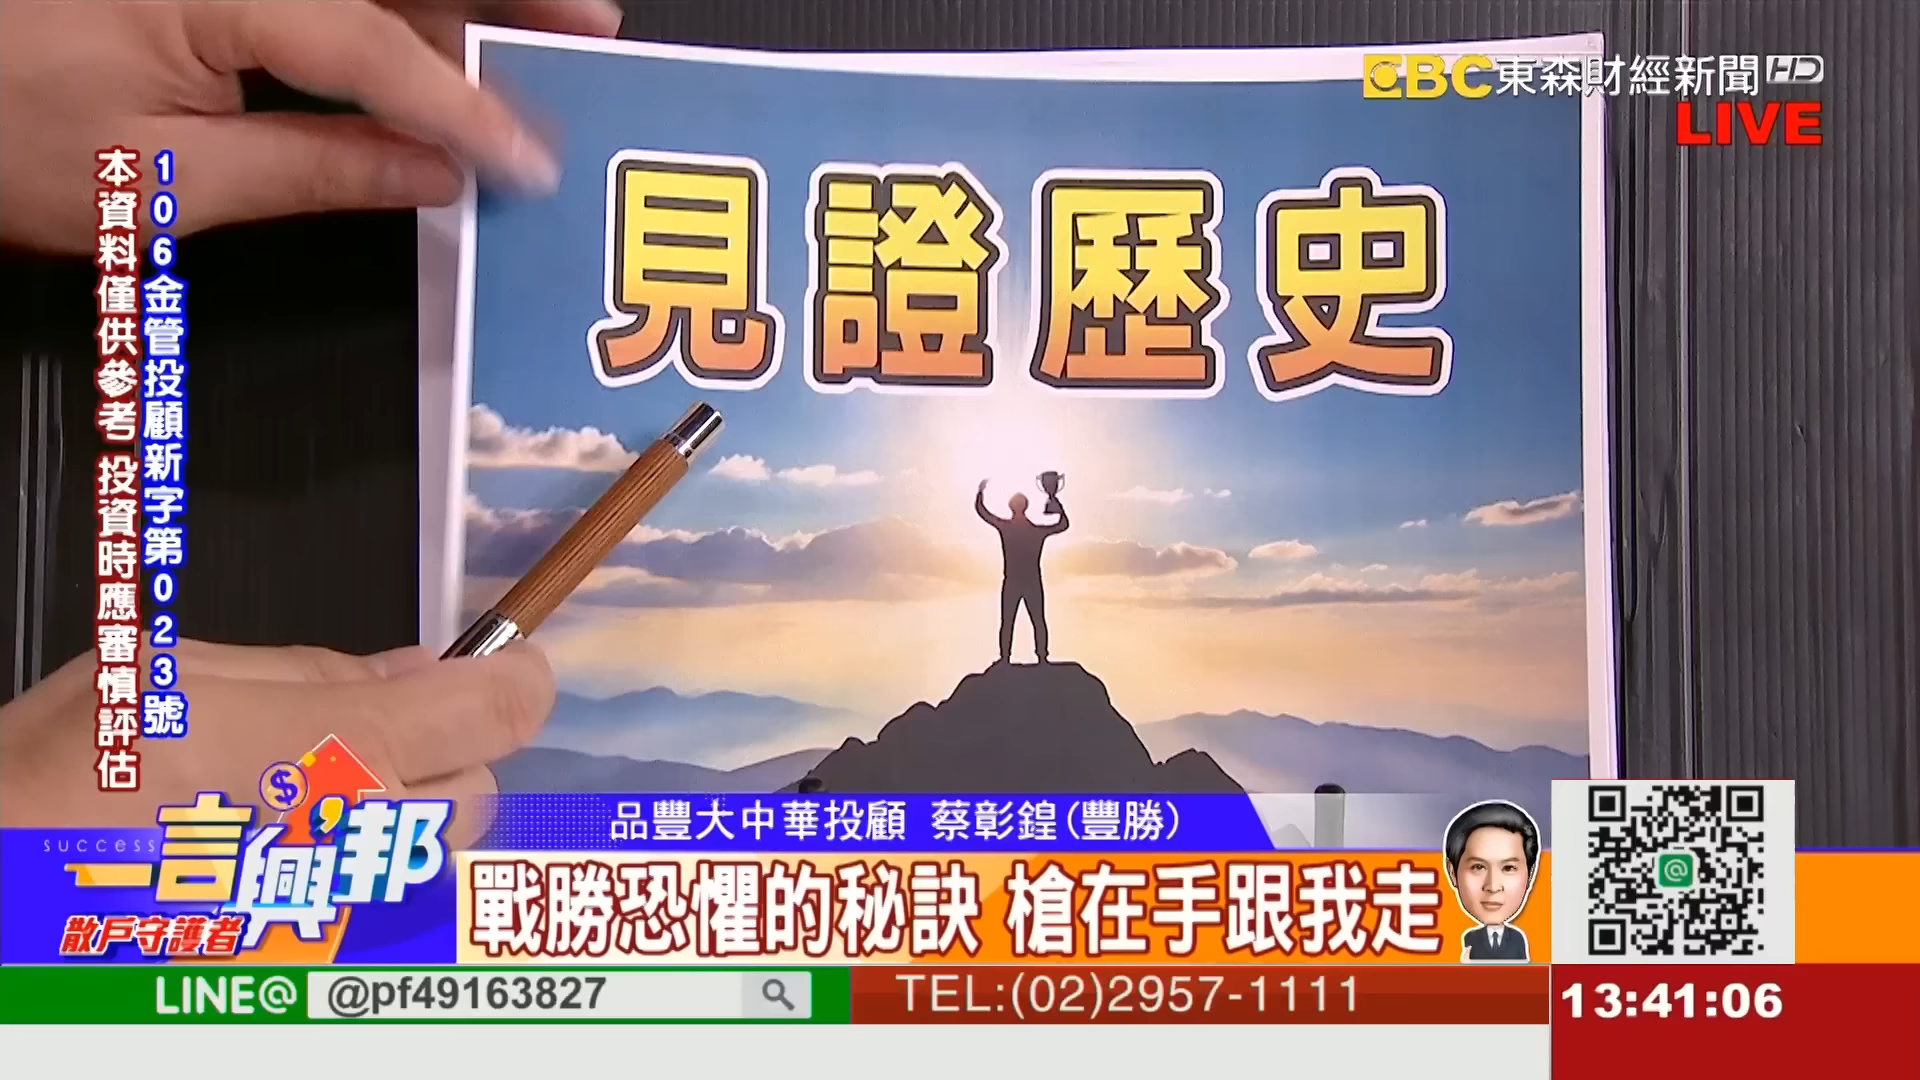 EBC東森財經新聞HD
LIVE
見證歷史
106金管投顧新字第023號
本資料僅供參考 投資時應審慎評估
success
一言興邦
散戶守護者
品豐大中華投顧 蔡彰鍠(豐勝)
戰勝恐懼的秘訣 槍在手跟我走
LINE@ @pf49163827
TEL:(02)2957-1111
13:41:06